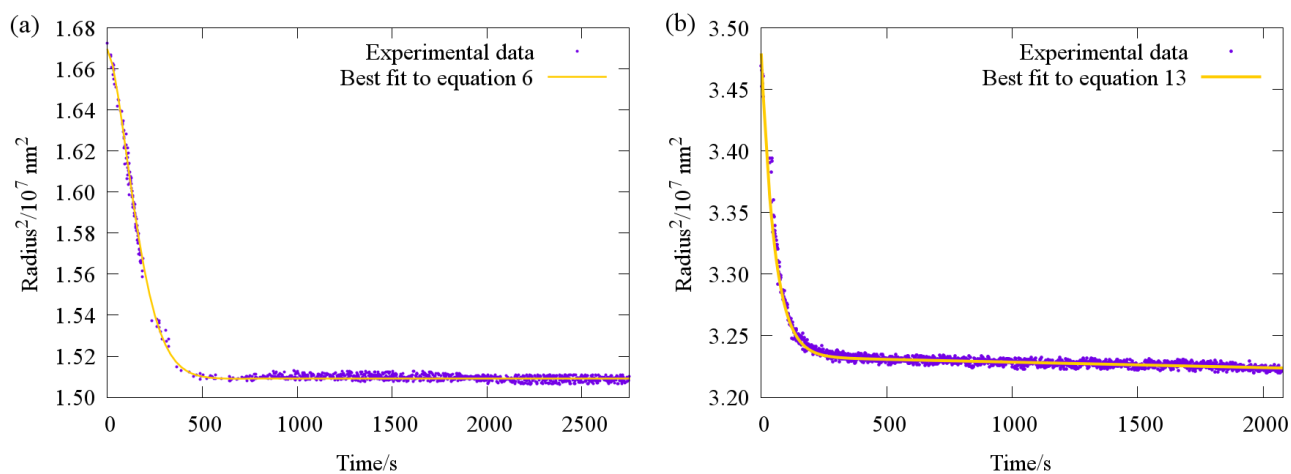 (a)
1.68
1.66
1.64
1.62
1.60
1.58
1.56
1.54
1.52
1.50
Radius²/10⁷ nm²
Experimental data
Best fit to equation 6
0 500 1000 1500 2000 2500
Time/s
(b)
3.50
3.45
3.40
3.35
3.30
3.25
3.20
Radius²/10⁷ nm²
Experimental data
Best fit to equation 13
0 500 1000 1500 2000
Time/s